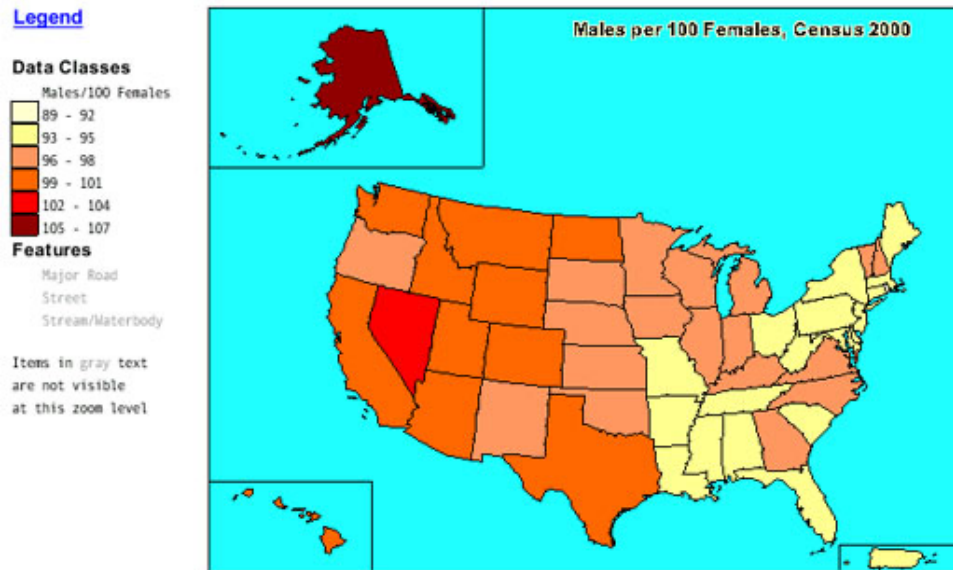 Legend
Males per 100 Females, Census 2000
Data Classes
Males/100 Females
89 - 92
93 - 95
96 - 98
99 - 101
102 - 104
105 - 107
Features
Major Road
Street
Stream/Waterbody
Items in gray text
are not visible
at this zoom level